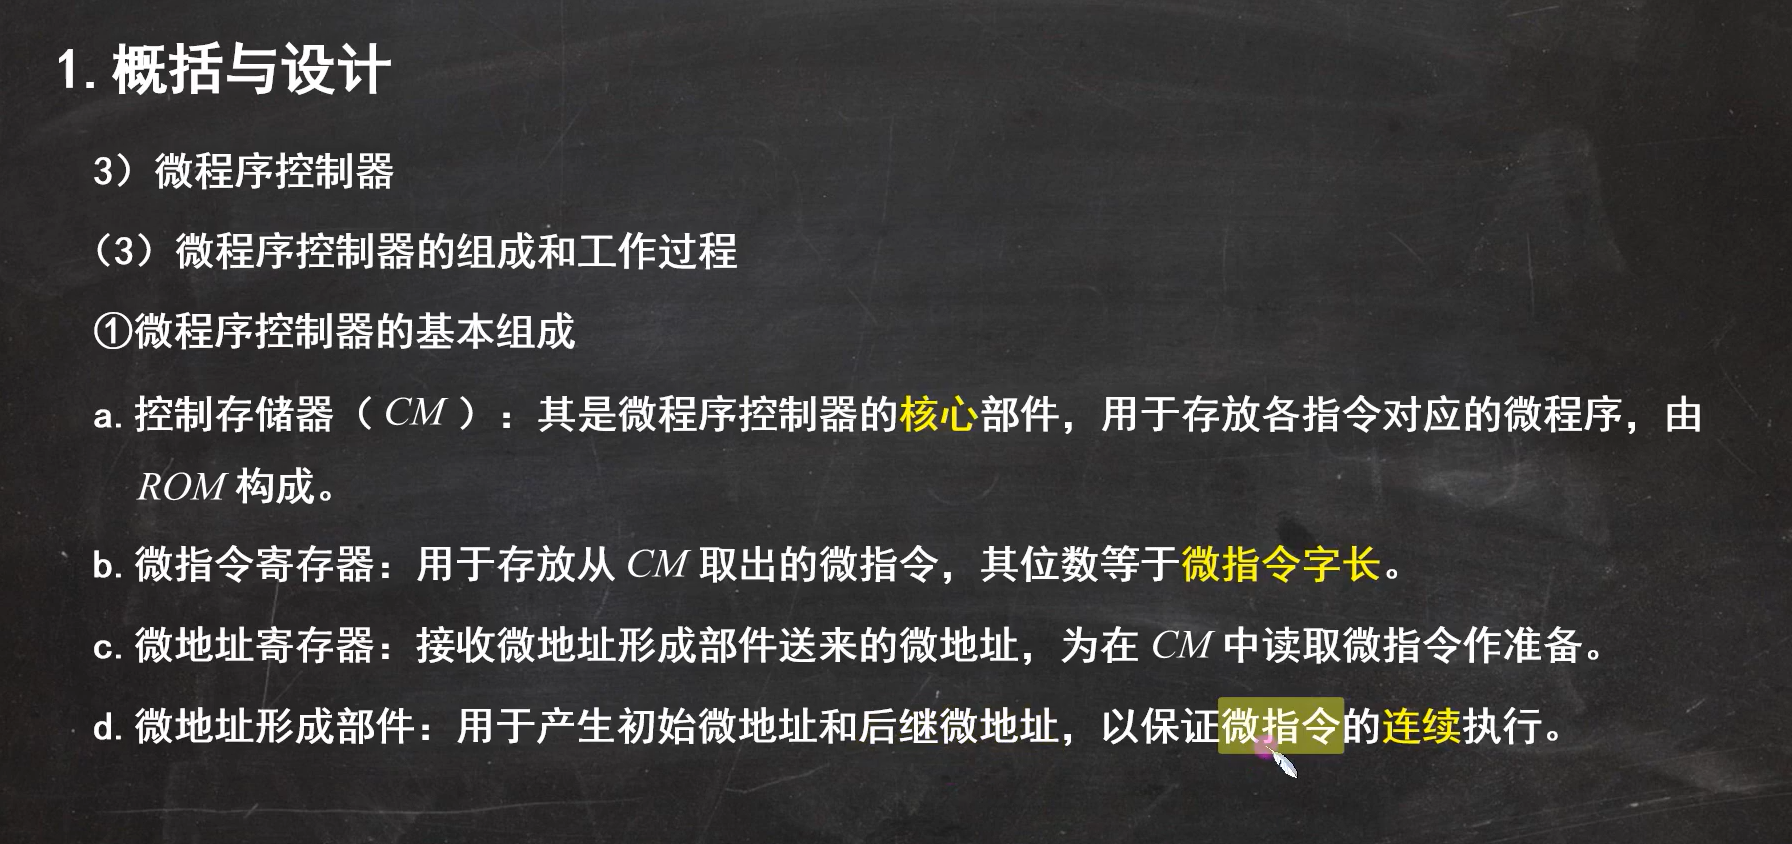 1. 概括与设计
3）微程序控制器
（3）微程序控制器的组成和工作过程
①微程序控制器的基本组成
a. 控制存储器（CM）：其是微程序控制器的核心部件，用于存放各指令对应的微程序，由
ROM 构成。
b. 微指令寄存器：用于存放从 CM 取出的微指令，其位数等于微指令字长。
c. 微地址寄存器：接收微地址形成部件送来的微地址，为在 CM 中读取微指令作准备。
d. 微地址形成部件：用于产生初始微地址和后继微地址，以保证微指令的连续执行。